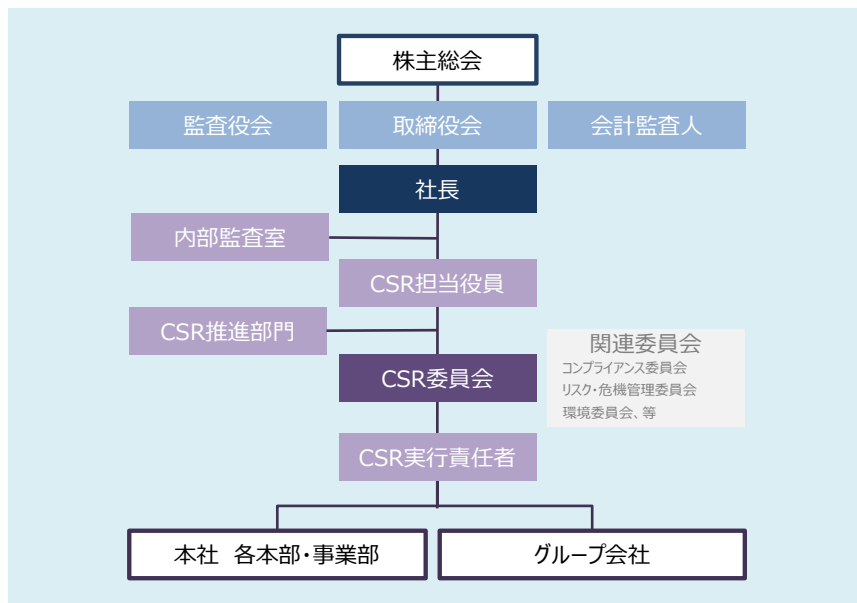 株主総会
監査役会
取締役会
会計監査人
社長
内部監査室
CSR担当役員
CSR推進部門
関連委員会
コンプライアンス委員会
リスク・危機管理委員会
環境委員会、等
CSR委員会
CSR実行責任者
本社 各本部・事業部
グループ会社